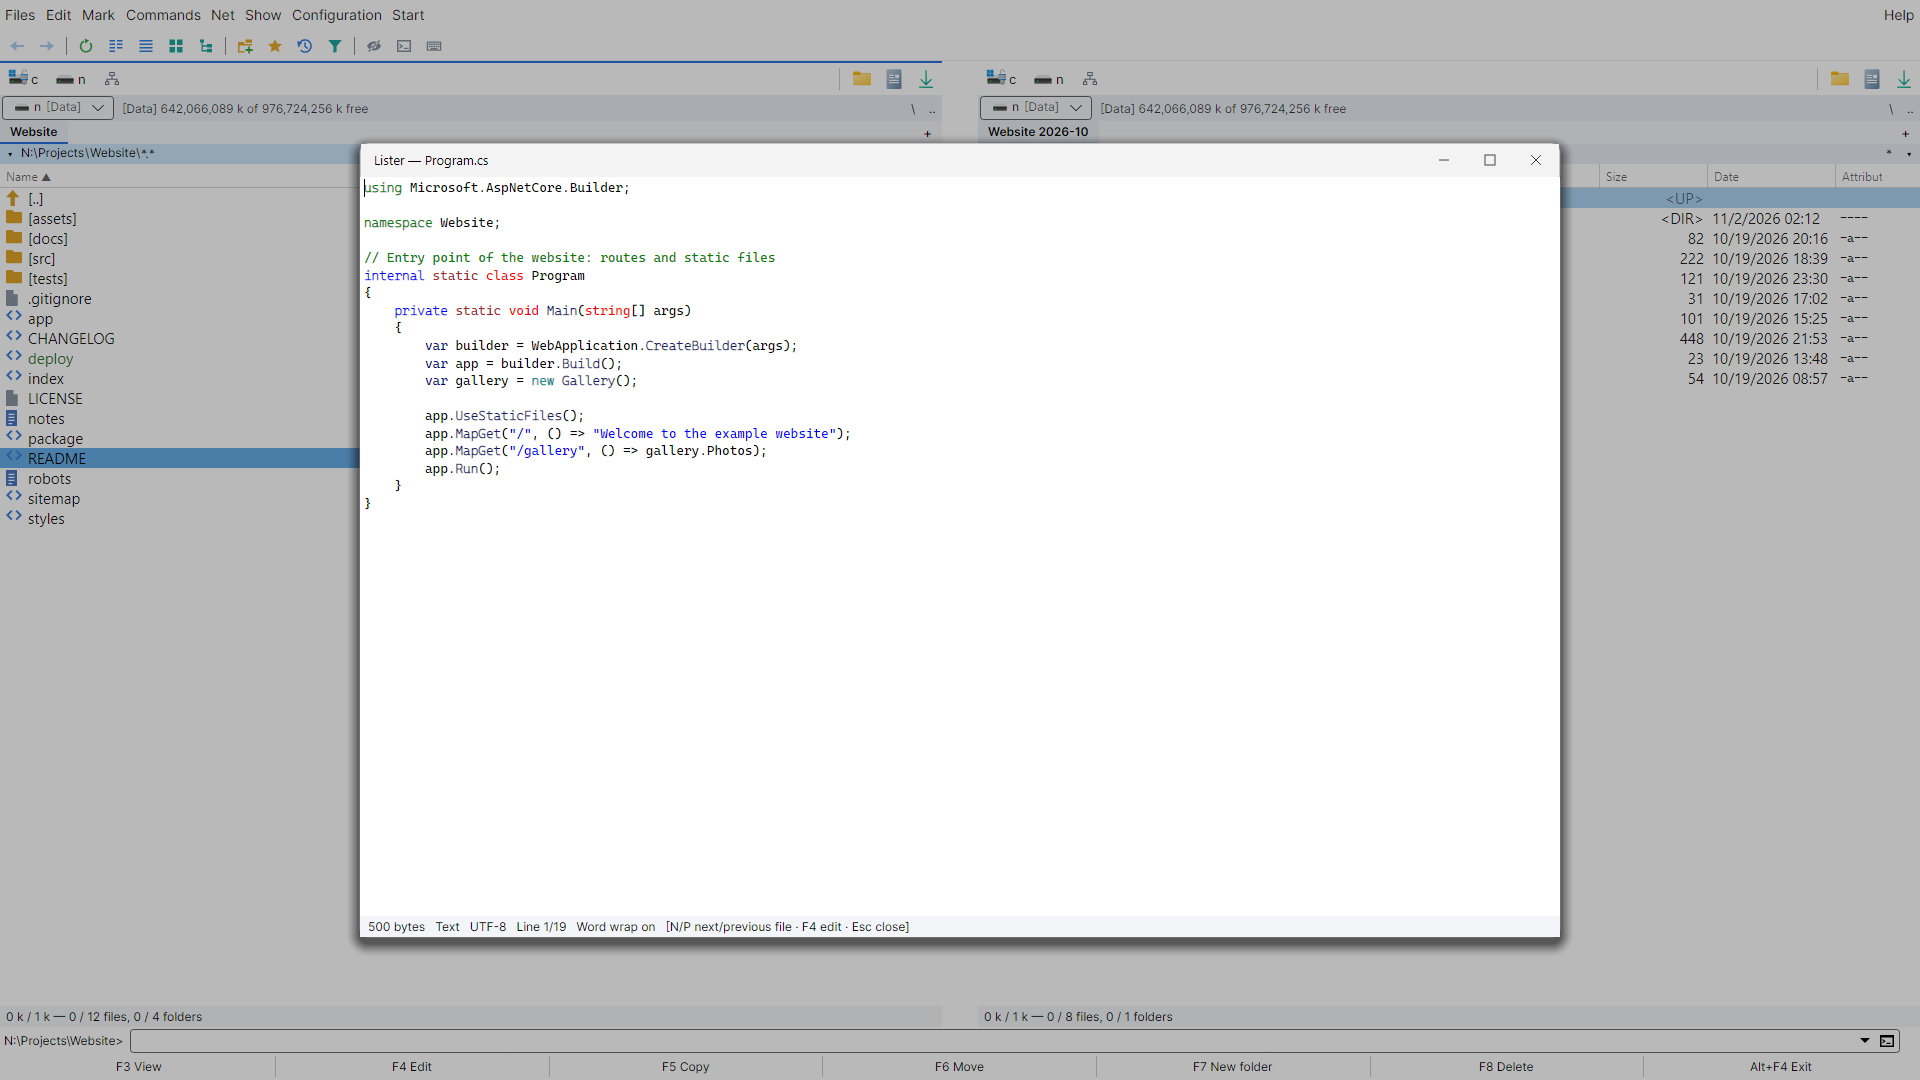 Files Edit Mark Commands Net Show Configuration Start Help
c n
c n
n [Data] [Data] 642,066,089 k of 976,724,256 k free \ ..
n [Data] [Data] 642,066,089 k of 976,724,256 k free \ ..
Website +
Website 2026-10 +
N:\Projects\Website\*.*
* 
Name
Size Date Attribut
[..]
[assets]
[docs]
[src]
[tests]
.gitignore
app
CHANGELOG
deploy
index
LICENSE
notes
package
README
robots
sitemap
styles
<UP>
<DIR> 11/2/2026 02:12 ----
82 10/19/2026 20:16 -a--
222 10/19/2026 18:39 -a--
121 10/19/2026 23:30 -a--
31 10/19/2026 17:02 -a--
101 10/19/2026 15:25 -a--
448 10/19/2026 21:53 -a--
23 10/19/2026 13:48 -a--
54 10/19/2026 08:57 -a--
Lister — Program.cs
using Microsoft.AspNetCore.Builder;
namespace Website;
// Entry point of the website: routes and static files
internal static class Program
{
    private static void Main(string[] args)
    {
        var builder = WebApplication.CreateBuilder(args);
        var app = builder.Build();
        var gallery = new Gallery();
        app.UseStaticFiles();
        app.MapGet("/", () => "Welcome to the example website");
        app.MapGet("/gallery", () => gallery.Photos);
        app.Run();
    }
}
500 bytes Text UTF-8 Line 1/19 Word wrap on [N/P next/previous file · F4 edit · Esc close]
0 k / 1 k — 0 / 12 files, 0 / 4 folders
0 k / 1 k — 0 / 8 files, 0 / 1 folders
N:\Projects\Website>
F3 View F4 Edit F5 Copy F6 Move F7 New folder F8 Delete Alt+F4 Exit